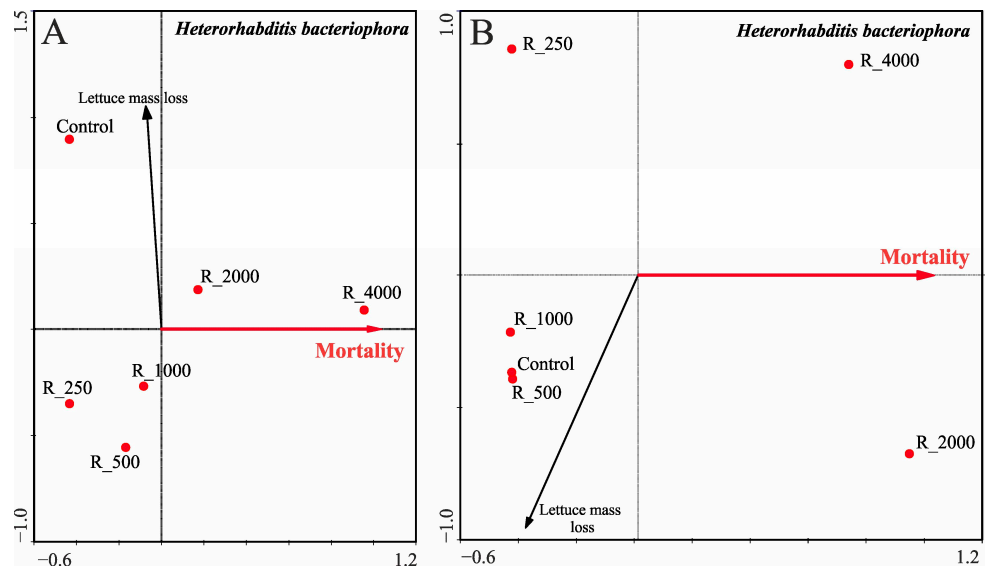 1.5
A
Heterorhabditis bacteriophora
Lettuce mass loss
Control
R_2000
R_4000
Mortality
R_1000
R_250
R_500
−1.0
−0.6
1.2
1.0
B
Heterorhabditis bacteriophora
R_250
R_4000
Mortality
R_1000
Control
R_500
R_2000
Lettuce mass
loss
−1.0
−0.6
1.2